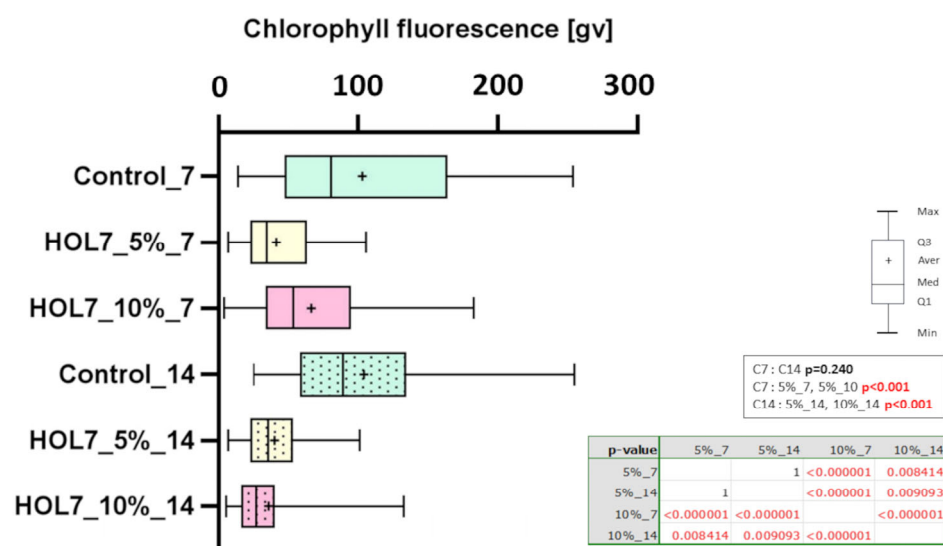 Chlorophyll fluorescence [gv]
0 100 200 300
Control_7
HOL7_5%_7
HOL7_10%_7
Control_14
HOL7_5%_14
HOL7_10%_14
Max
Q3
Aver
Med
Q1
Min
C7 : C14 p=0.240
C7 : 5%_7, 5%_10 p<0.001
C14 : 5%_14, 10%_14 p<0.001
p-value 5%_7 5%_14 10%_7 10%_14
5%_7 1 <0.000001 0.008414
5%_14 1 <0.000001 0.009093
10%_7 <0.000001 <0.000001 <0.000001
10%_14 0.008414 0.009093 <0.000001